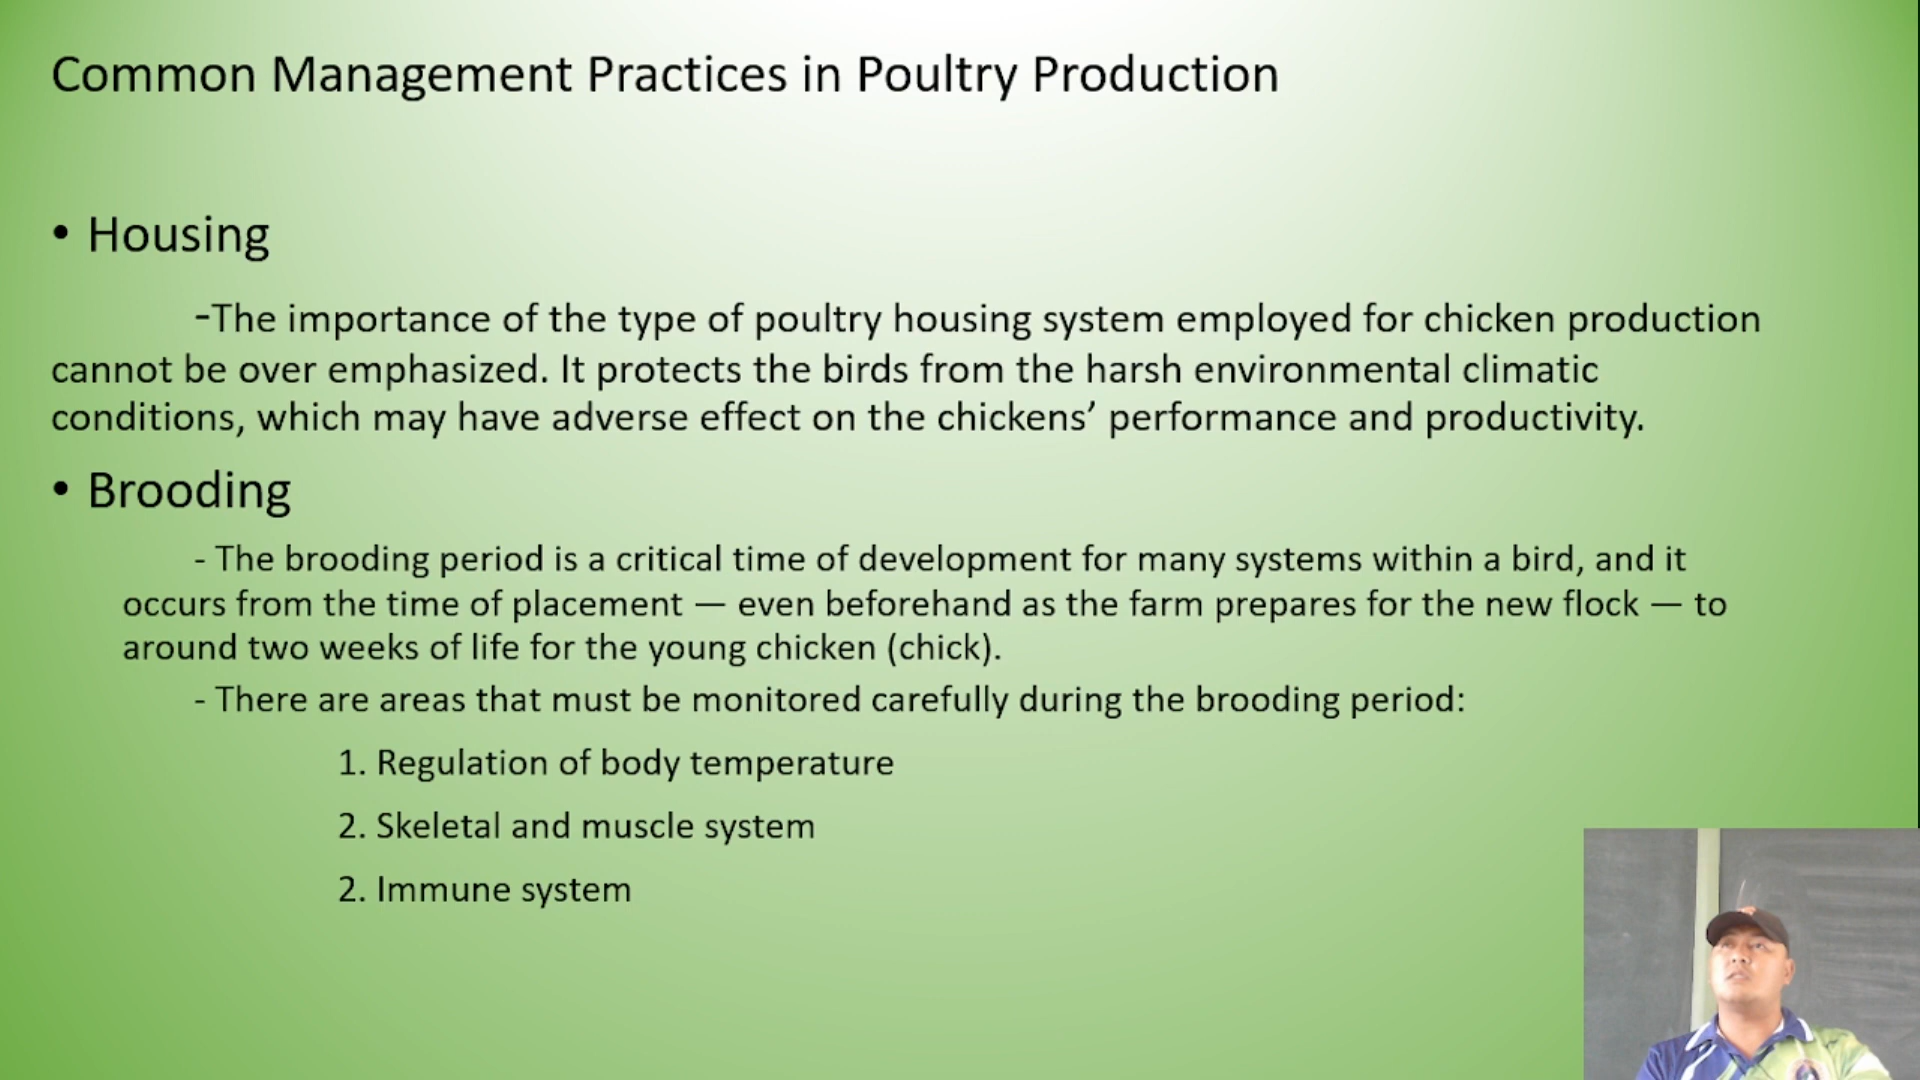 Common Management Practices in Poultry Production
• Housing
-The importance of the type of poultry housing system employed for chicken production
cannot be over emphasized. It protects the birds from the harsh environmental climatic
conditions, which may have adverse effect on the chickens’ performance and productivity.
• Brooding
- The brooding period is a critical time of development for many systems within a bird, and it
occurs from the time of placement — even beforehand as the farm prepares for the new flock — to
around two weeks of life for the young chicken (chick).
- There are areas that must be monitored carefully during the brooding period:
1. Regulation of body temperature
2. Skeletal and muscle system
2. Immune system